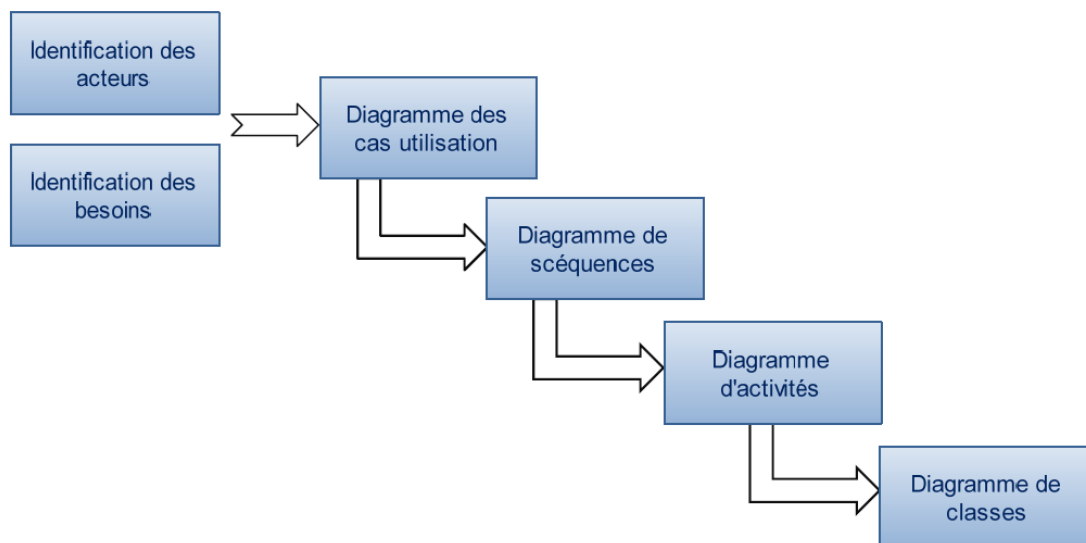 Identification des
acteurs
Identification des
besoins
Diagramme des
cas utilisation
Diagramme de
scéquences
Diagramme
d'activités
Diagramme de
classes